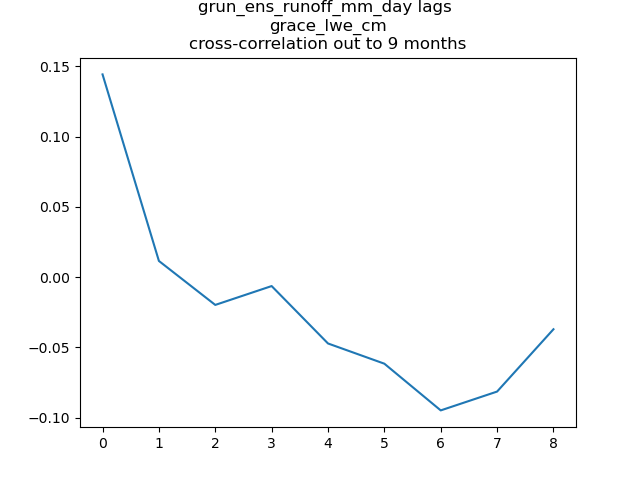 grun_ens_runoff_mm_day lags
grace_lwe_cm
cross-correlation out to 9 months
0.15
0.10
0.05
0.00
−0.05
−0.10
0 1 2 3 4 5 6 7 8